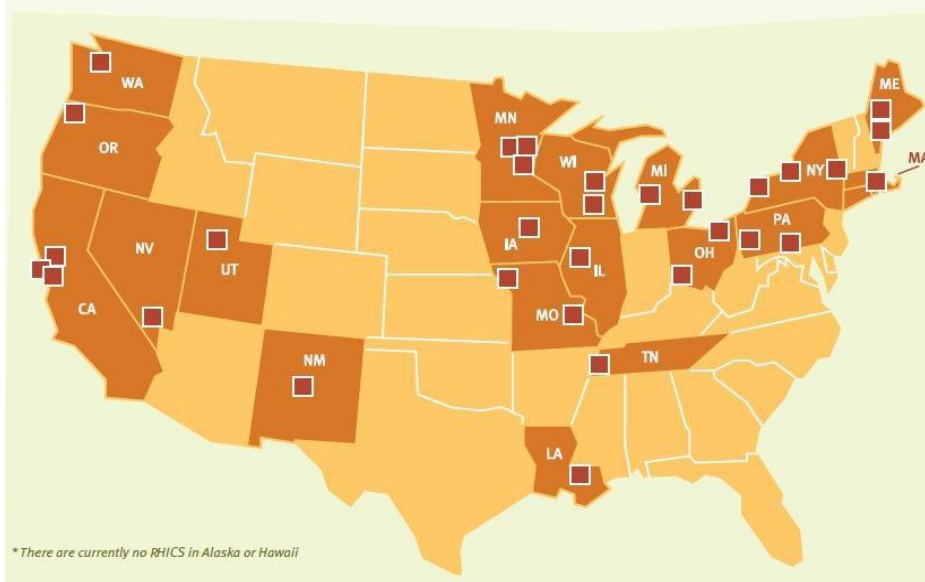 WA
OR
NV
UT
CA
NM
MN
WI
IA
IL
MO
MI
OH
TN
LA
NY
PA
ME
MA
* There are currently no RHICS in Alaska or Hawaii